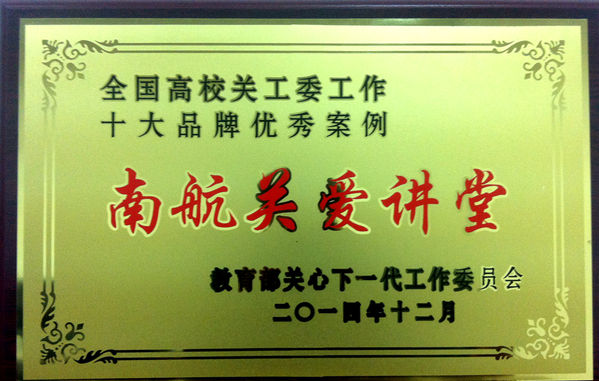 全国高校关工委工作
十大品牌优秀案例
南航关爱讲堂
教育部关心下一代工作委员会
二〇一四年十二月